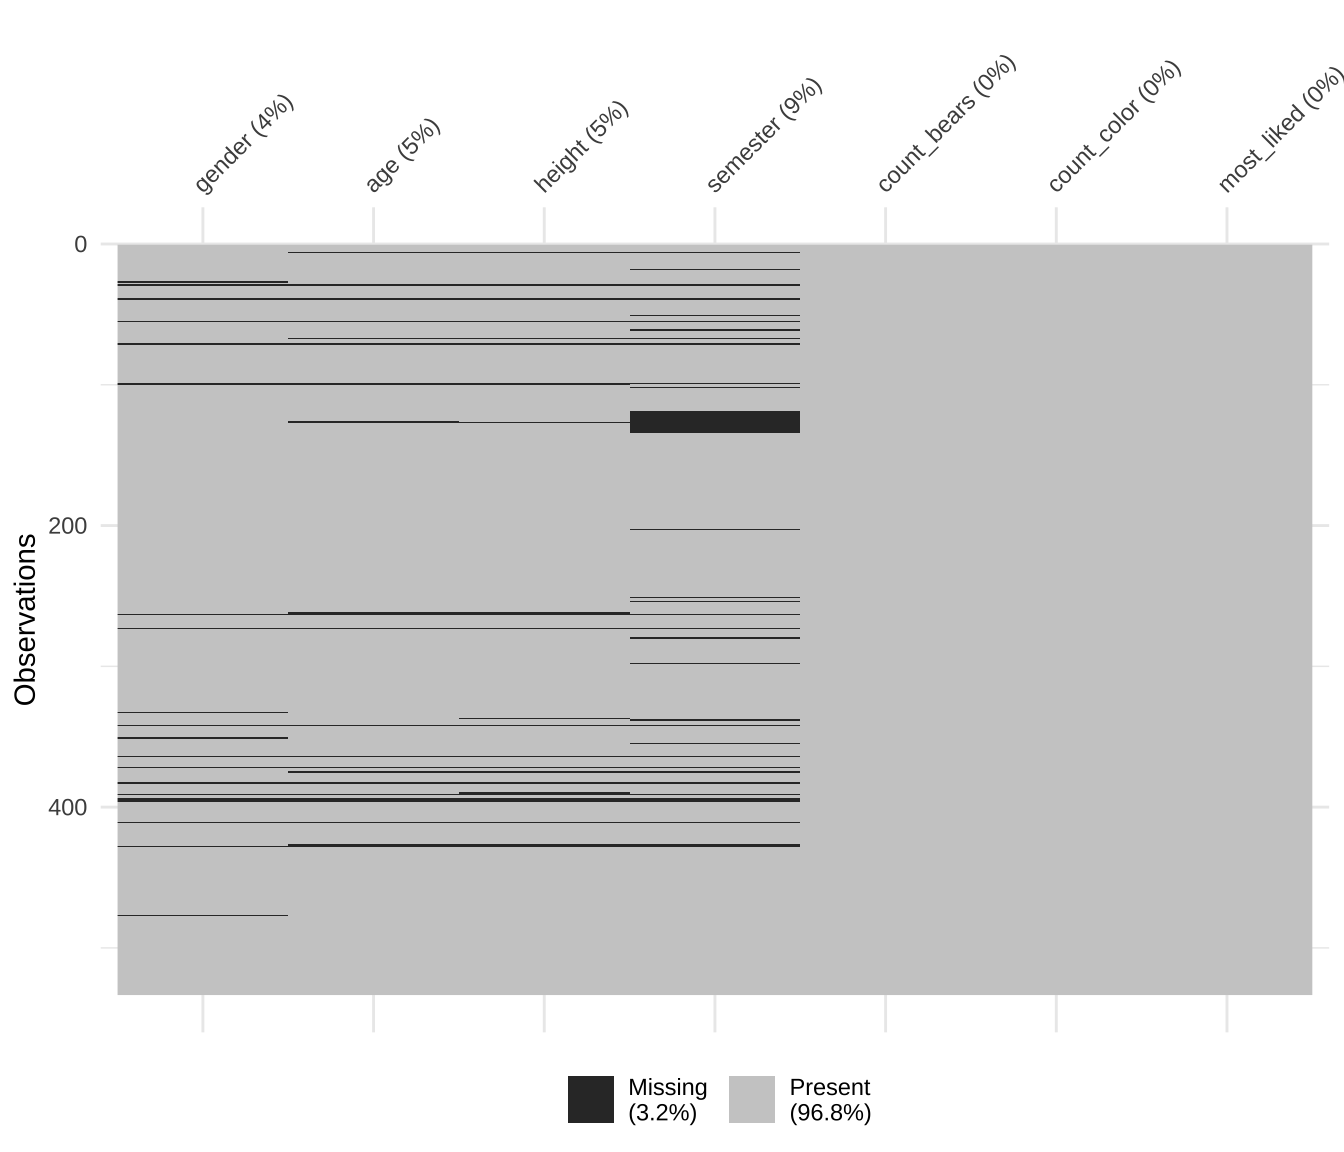 gender (4%)
age (5%)
height (5%)
semester (9%)
count_bears (0%)
count_color (0%)
most_liked (0%)
0
200
400
Observations
Missing
(3.2%)
Present
(96.8%)